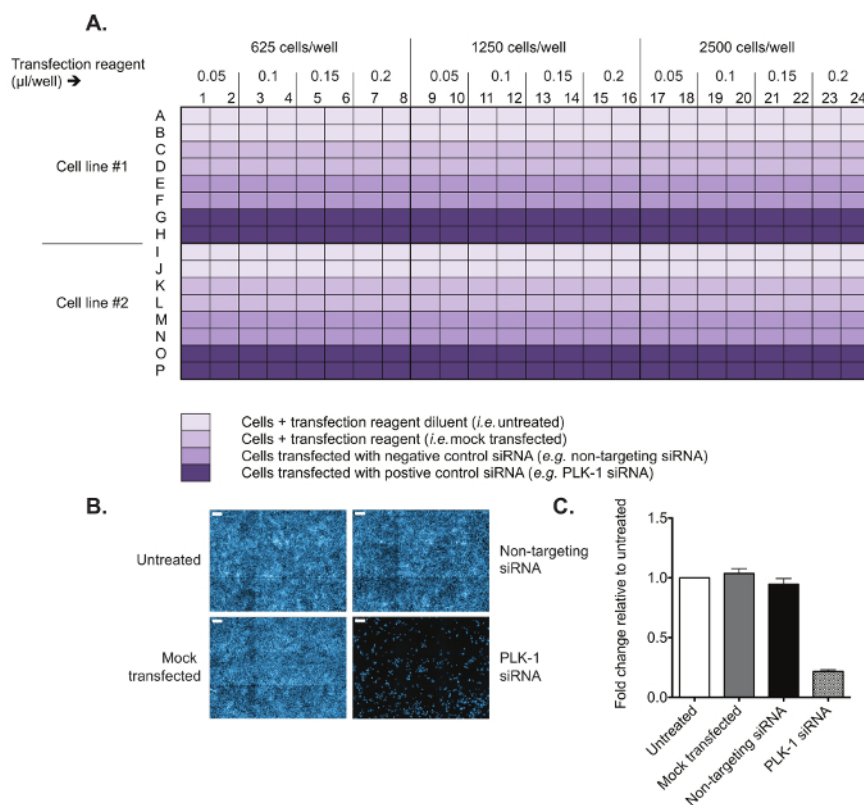 A.
625 cells/well 1250 cells/well 2500 cells/well
Transfection reagent
(µl/well) ➔
0.05 0.1 0.15 0.2 0.05 0.1 0.15 0.2 0.05 0.1 0.15 0.2
1 2 3 4 5 6 7 8 9 10 11 12 13 14 15 16 17 18 19 20 21 22 23 24
A
B
C
D
Cell line #1
E
F
G
H
I
J
K
L
Cell line #2
M
N
O
P
Cells + transfection reagent diluent (i.e. untreated)
Cells + transfection reagent (i.e. mock transfected)
Cells transfected with negative control siRNA (e.g. non-targeting siRNA)
Cells transfected with postive control siRNA (e.g. PLK-1 siRNA)
B.
Untreated
Non-targeting
siRNA
Mock
transfected
PLK-1
siRNA
C.
Fold change relative to untreated
1.5
1.0
0.5
0.0
Untreated
Mock transfected
Non-targeting siRNA
PLK-1 siRNA